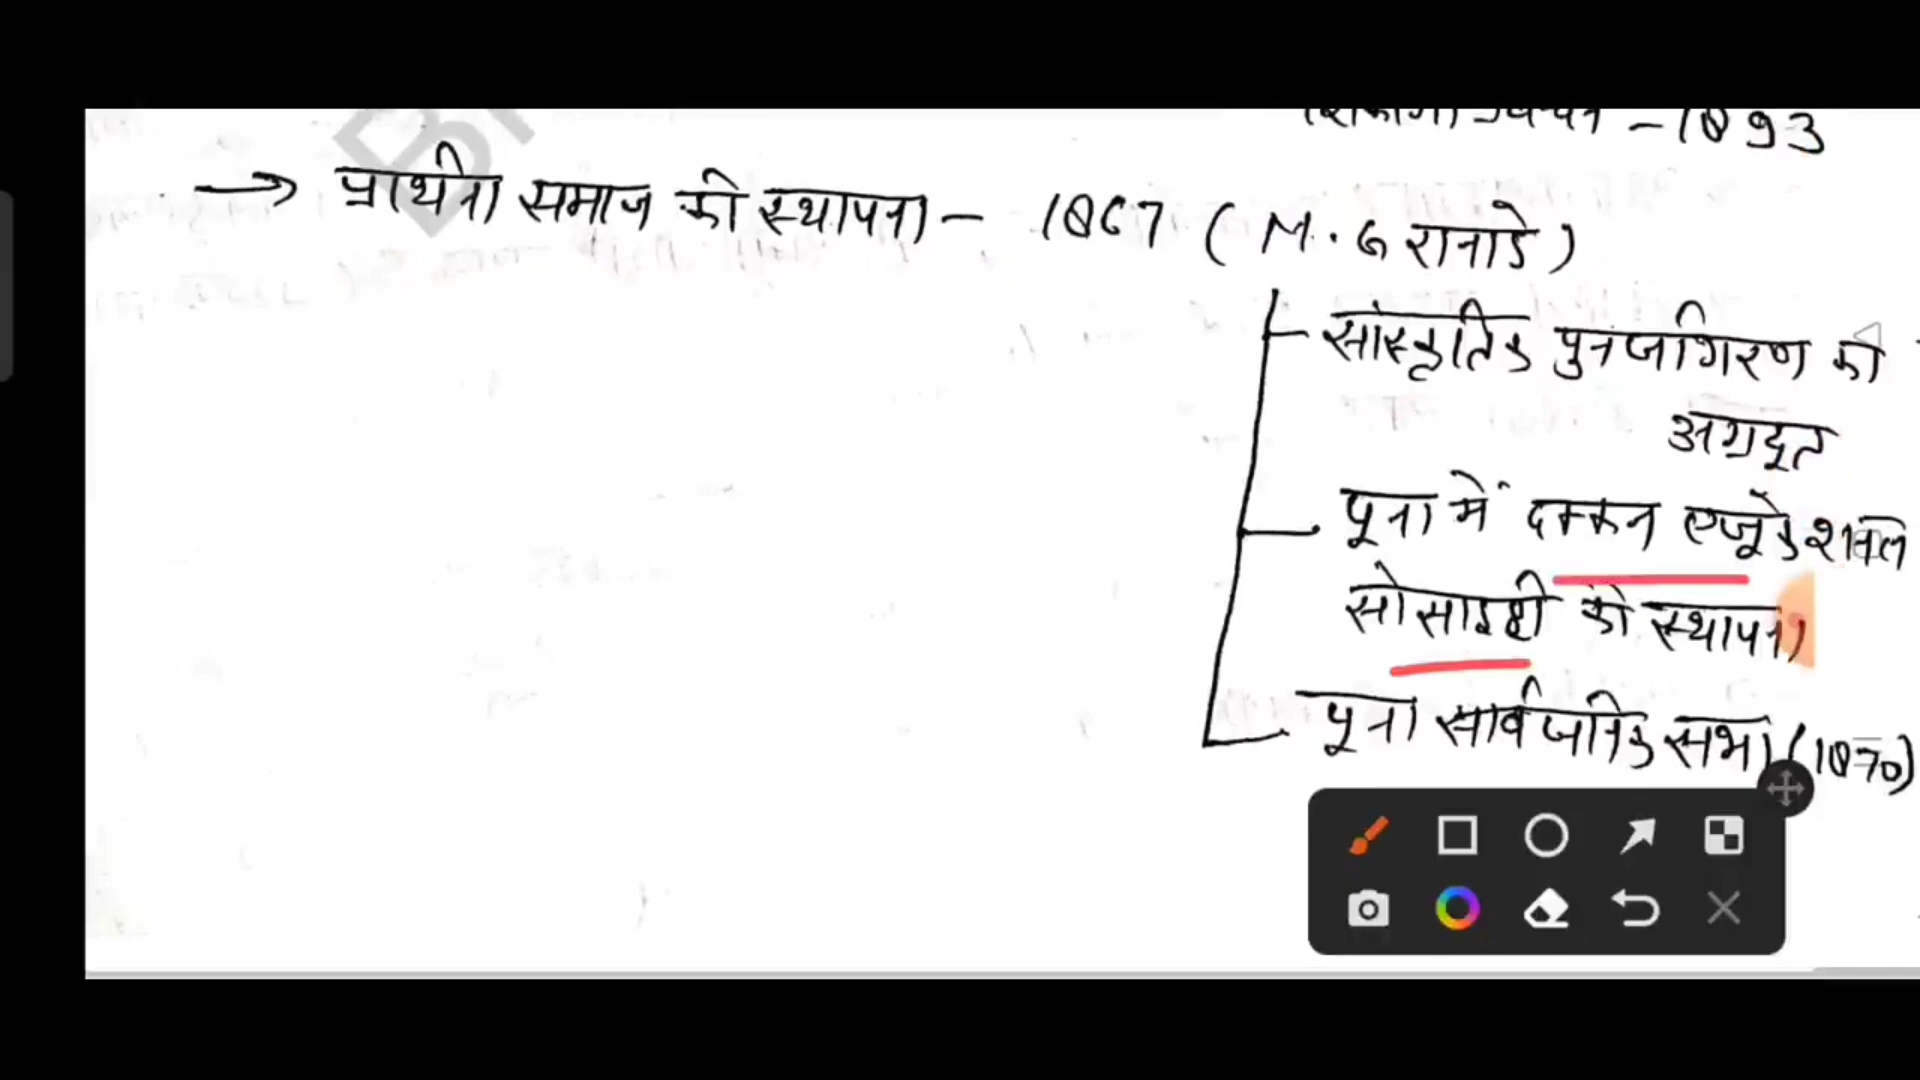 शिकागो - 1893
→ प्रार्थना समाज की स्थापना - 1867 ( M. G रानाडे )
सांस्कृतिक पुनर्जागरण का
अग्रदूत
पूना में दक्कन एजूकेशनल
सोसाइटी की स्थापना
पूना सार्वजनिक सभा (1870)